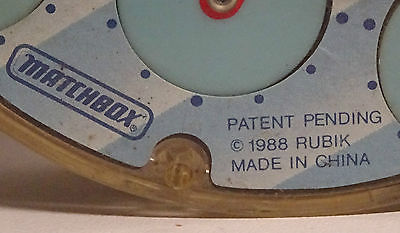 MATCHBOX®
PATENT PENDING
© 1988 RUBIK
MADE IN CHINA